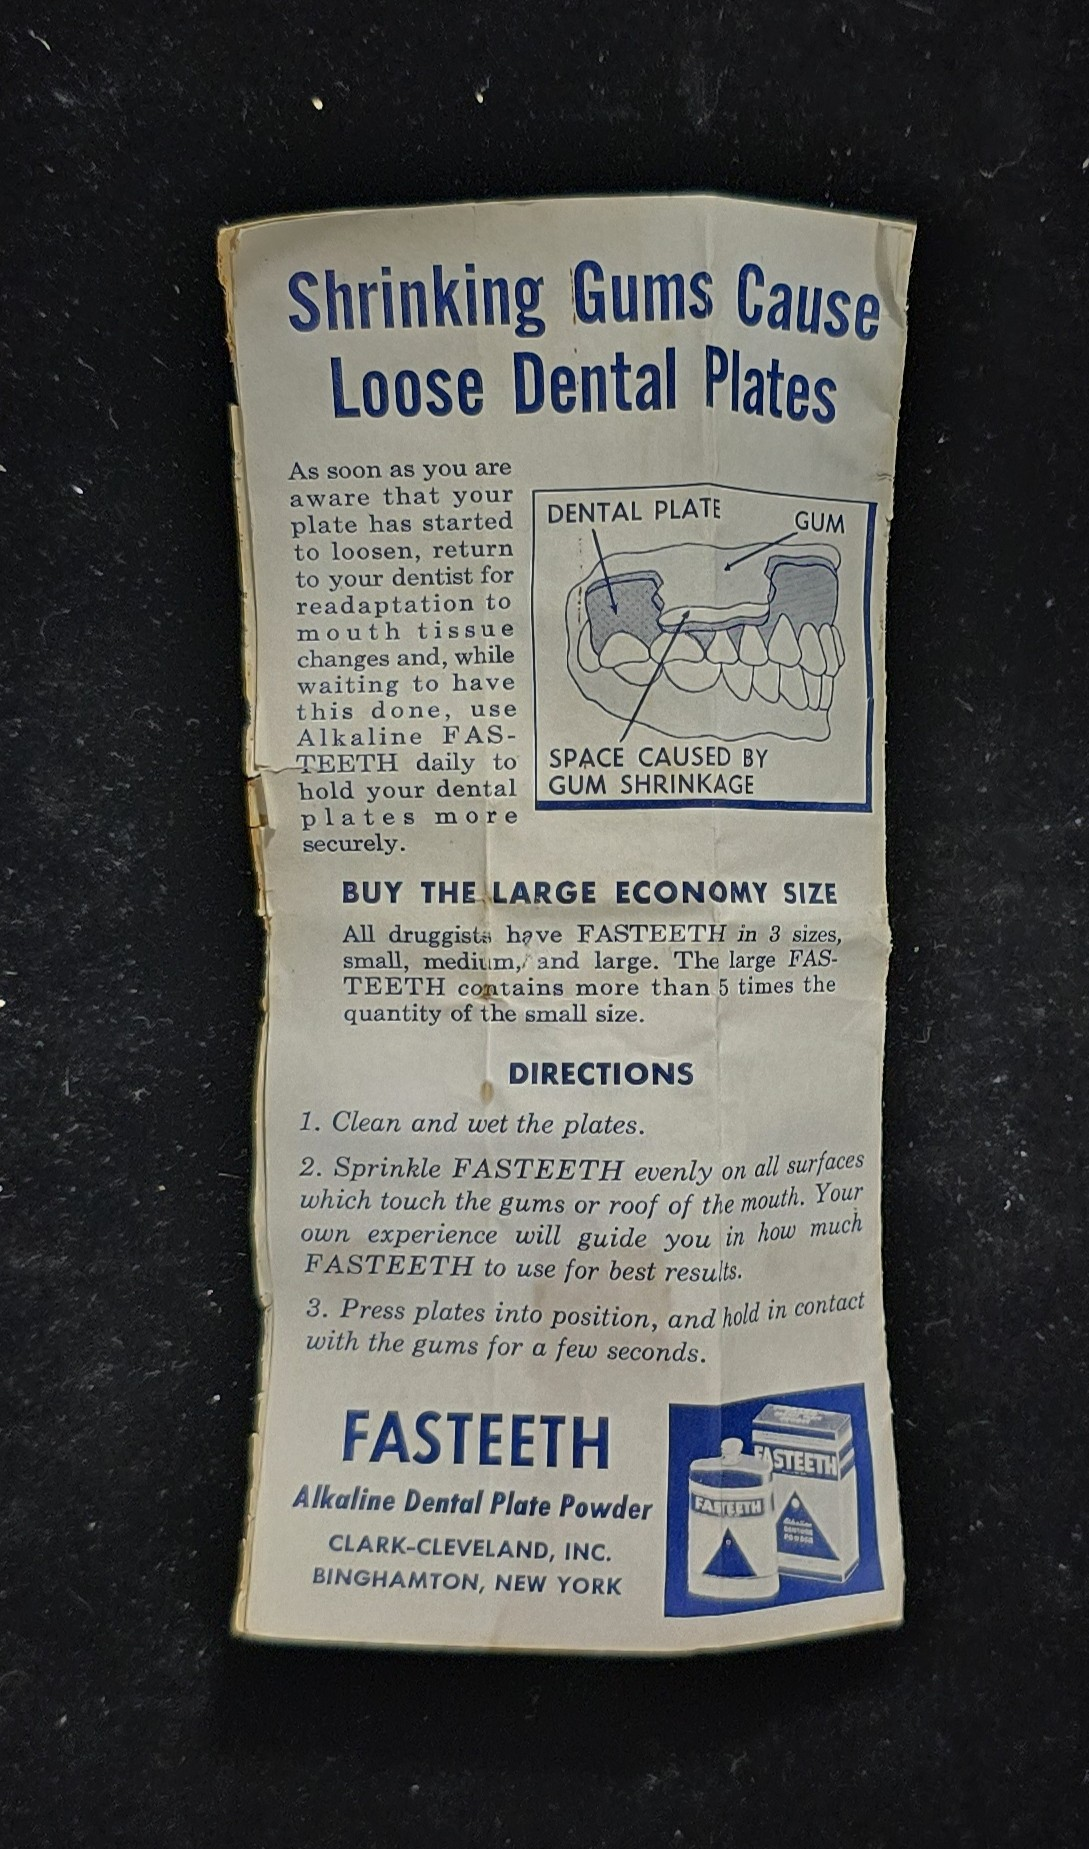 Shrinking Gums Cause
Loose Dental Plates
As soon as you are
aware that your
plate has started
to loosen, return
to your dentist for
readaptation to
mouth tissue
changes and, while
waiting to have
this done, use
Alkaline FAS-
TEETH daily to
hold your dental
plates more
securely.
DENTAL PLATE
GUM
SPACE CAUSED BY
GUM SHRINKAGE
BUY THE LARGE ECONOMY SIZE
All druggists have FASTEETH in 3 sizes,
small, medium, and large. The large FAS-
TEETH contains more than 5 times the
quantity of the small size.
DIRECTIONS
1. Clean and wet the plates.
2. Sprinkle FASTEETH evenly on all surfaces
which touch the gums or roof of the mouth. Your
own experience will guide you in how much
FASTEETH to use for best results.
3. Press plates into position, and hold in contact
with the gums for a few seconds.
FASTEETH
Alkaline Dental Plate Powder
CLARK-CLEVELAND, INC.
BINGHAMTON, NEW YORK
FASTEETH
FASTEETH